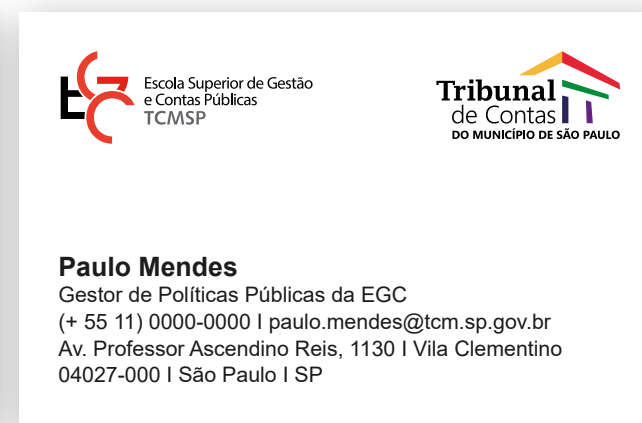 EGC
Escola Superior de Gestão
e Contas Públicas
TCMSP
Tribunal
de Contas
DO MUNICÍPIO DE SÃO PAULO
Paulo Mendes
Gestor de Políticas Públicas da EGC
(+ 55 11) 0000-0000 I paulo.mendes@tcm.sp.gov.br
Av. Professor Ascendino Reis, 1130 I Vila Clementino
04027-000 I São Paulo I SP